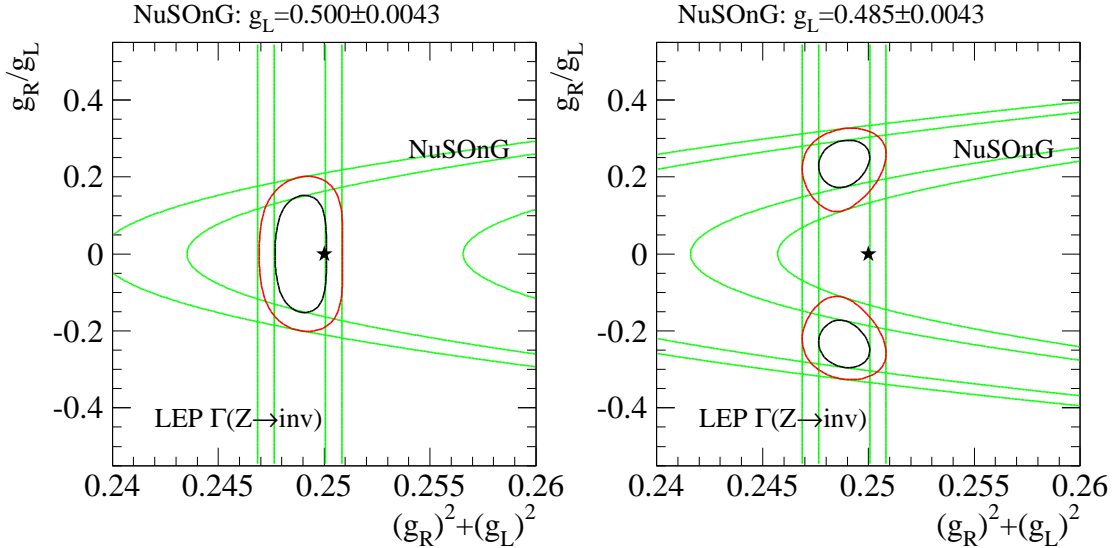 NuSOnG: g_L=0.500±0.0043
g_R/g_L
0.4
0.2
0
-0.2
-0.4
NuSOnG
LEP Γ(Z→inv)
0.24 0.245 0.25 0.255 0.26
(g_R)^2+(g_L)^2
NuSOnG: g_L=0.485±0.0043
g_R/g_L
0.4
0.2
0
-0.2
-0.4
NuSOnG
LEP Γ(Z→inv)
0.24 0.245 0.25 0.255 0.26
(g_R)^2+(g_L)^2